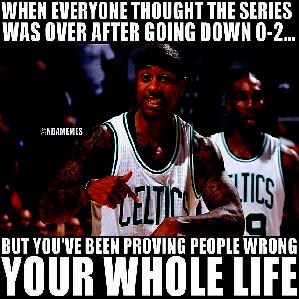 WHEN EVERYONE THOUGHT THE SERIES
WAS OVER AFTER GOING DOWN 0-2...
#NBAMEMES
CELTICS
CELTICS
9
BUT YOU'VE BEEN PROVING PEOPLE WRONG
YOUR WHOLE LIFE